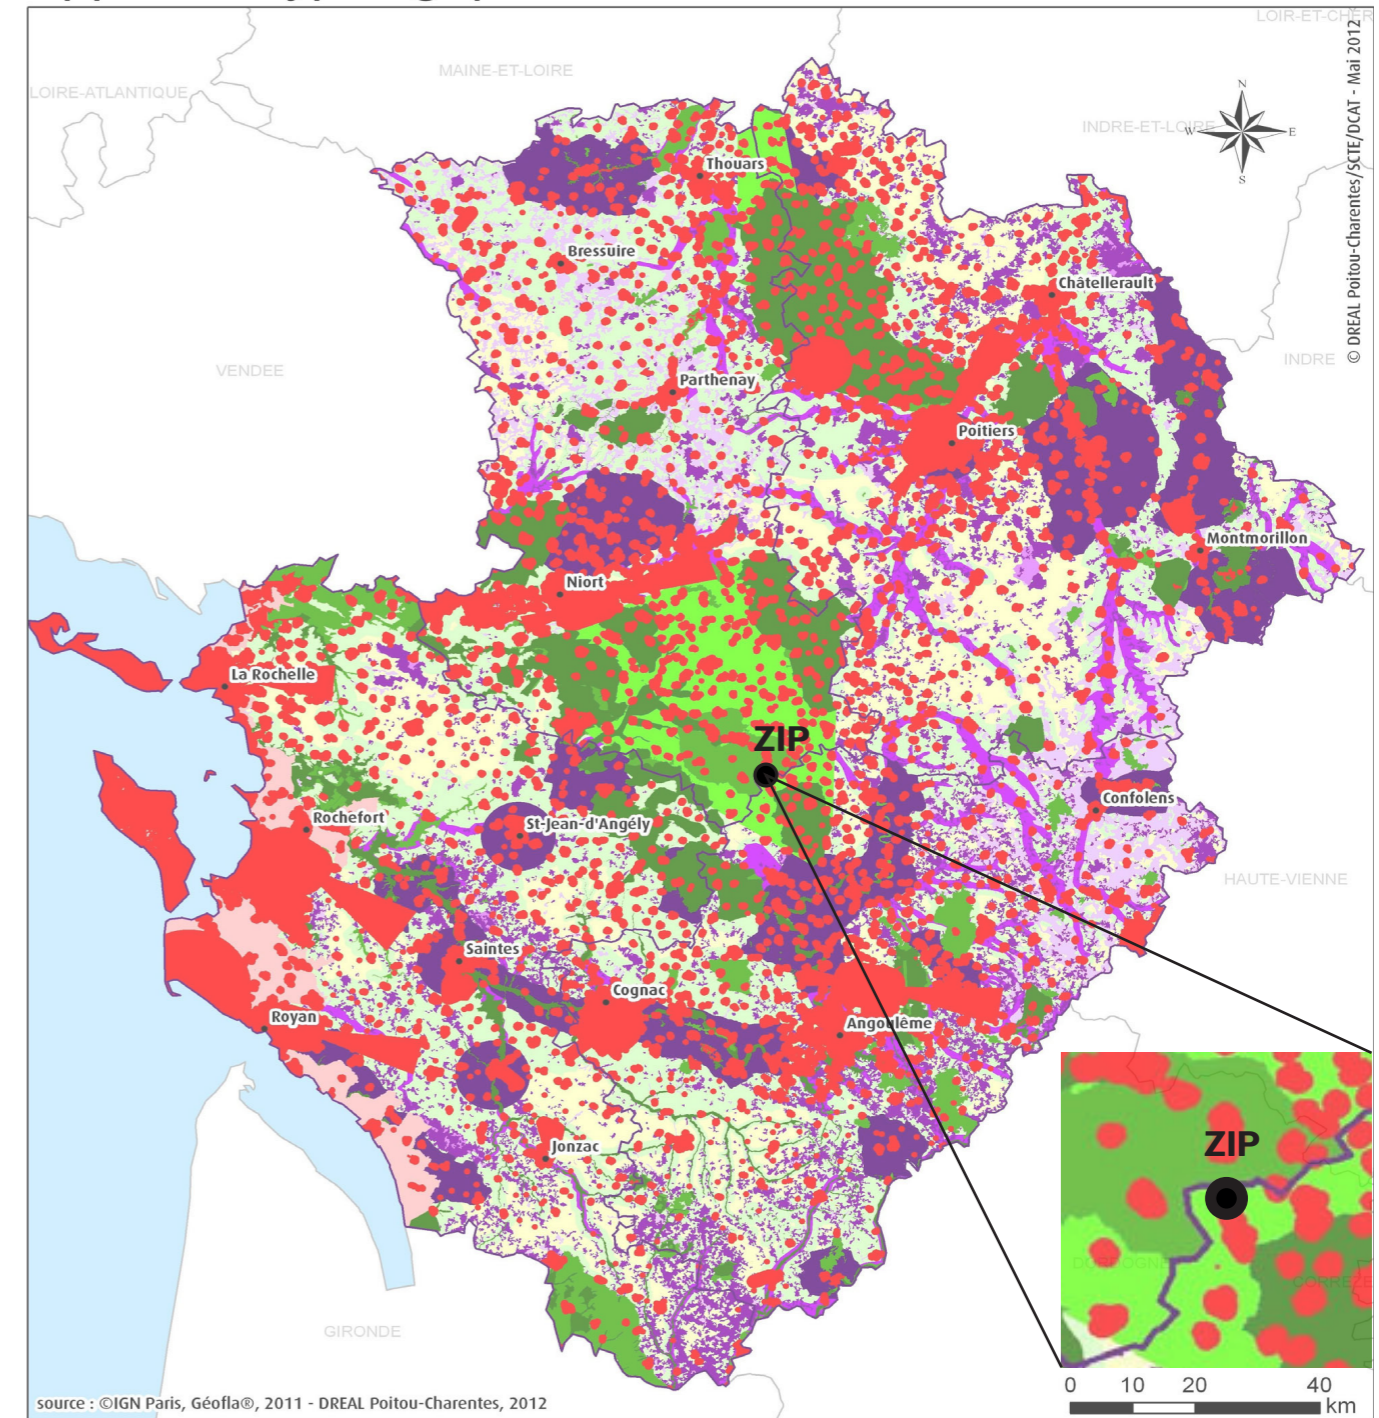 LOIR-ET-CHER
MAINE-ET-LOIRE
LOIRE-ATLANTIQUE
INDRE-ET-LOIRE
N
W
E
S
© DREAL Poitou-Charentes/SCTE/DCAT - Mai 2012
Thouars
Bressuire
Châtellerault
VENDEE
INDRE
Parthenay
Poitiers
Montmorillon
Niort
La Rochelle
ZIP
Confolens
Rochefort
St-Jean-d'Angély
HAUTE-VIENNE
Saintes
Cognac
Royan
Angoulême
Jonzac
ZIP
DORDOGNE
CORREZE
GIRONDE
0 10 20 40 km
source : ©IGN Paris, Géofla®, 2011 - DREAL Poitou-Charentes, 2012